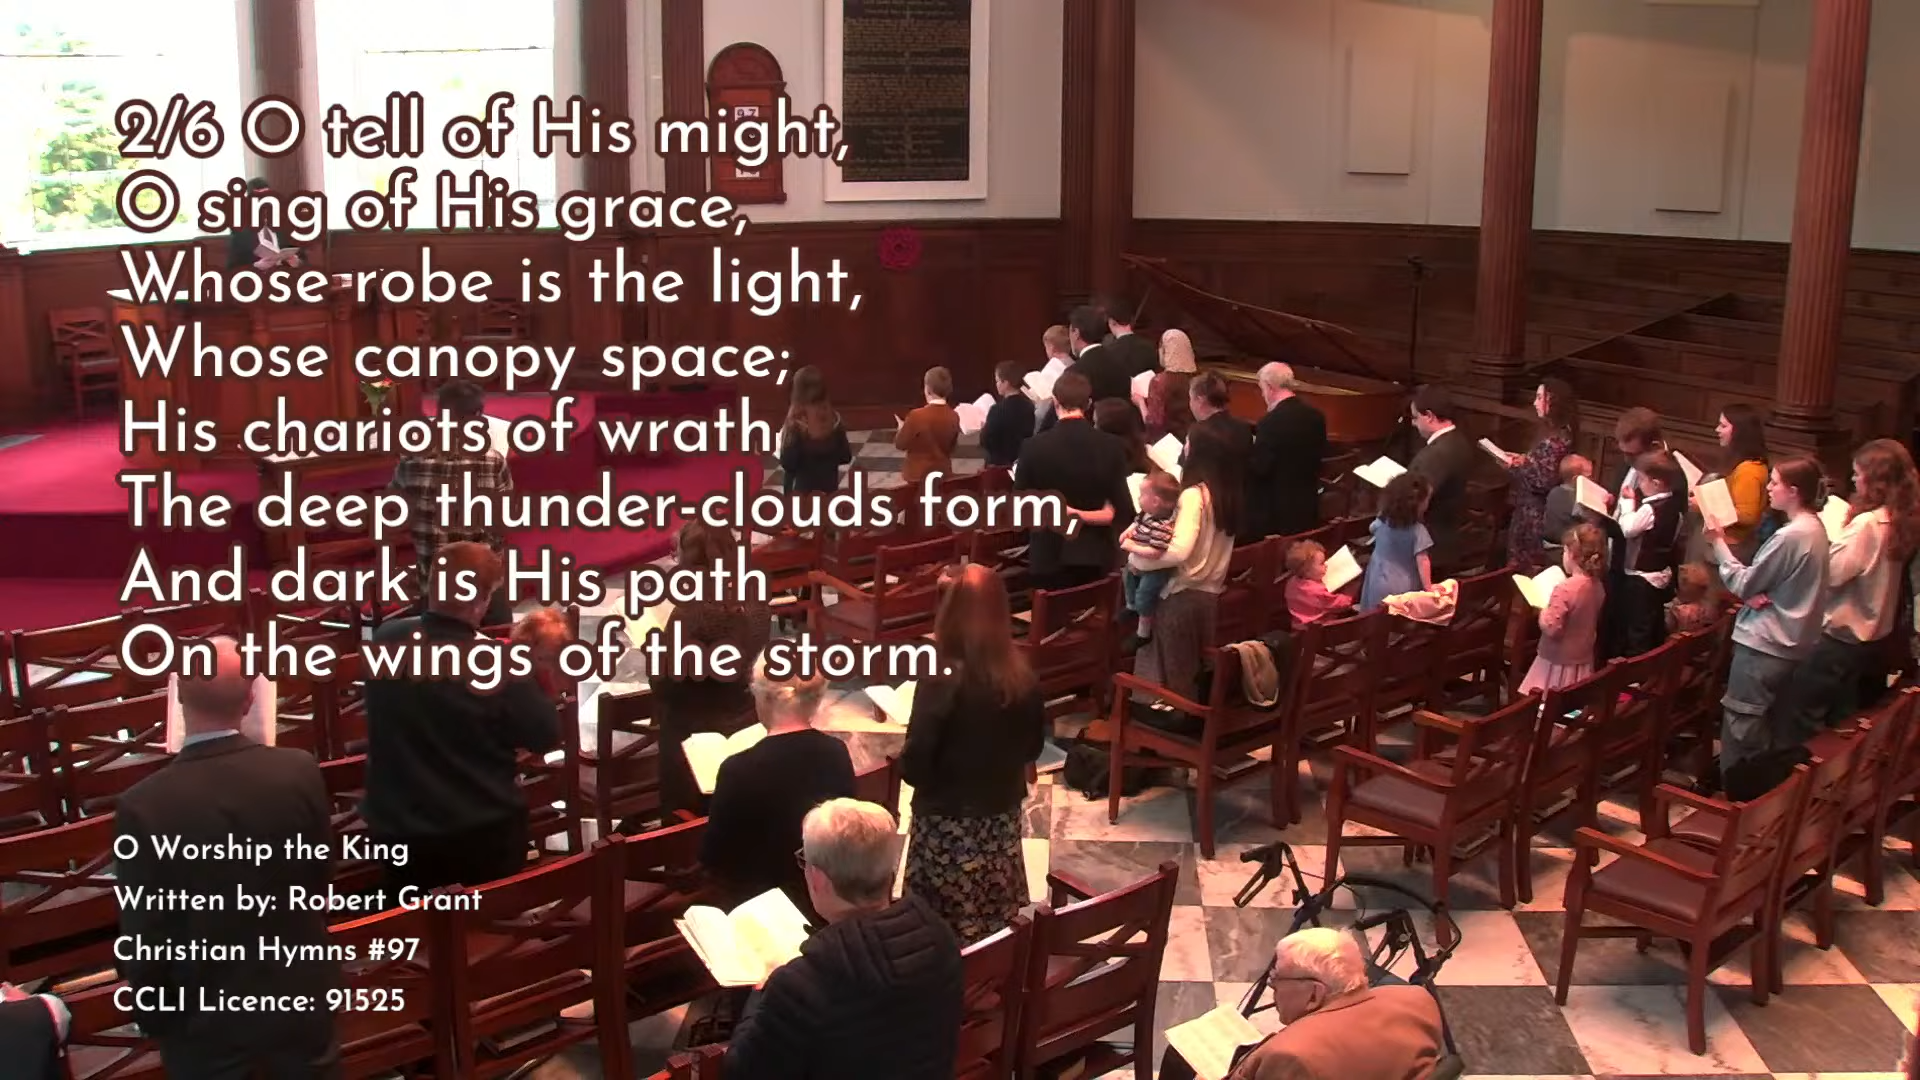 2/6 O tell of His might,
O sing of His grace,
Whose robe is the light,
Whose canopy space;
His chariots of wrath
The deep thunder-clouds form,
And dark is His path
On the wings of the storm.
O Worship the King
Written by: Robert Grant
Christian Hymns #97
CCLI Licence: 91525
97